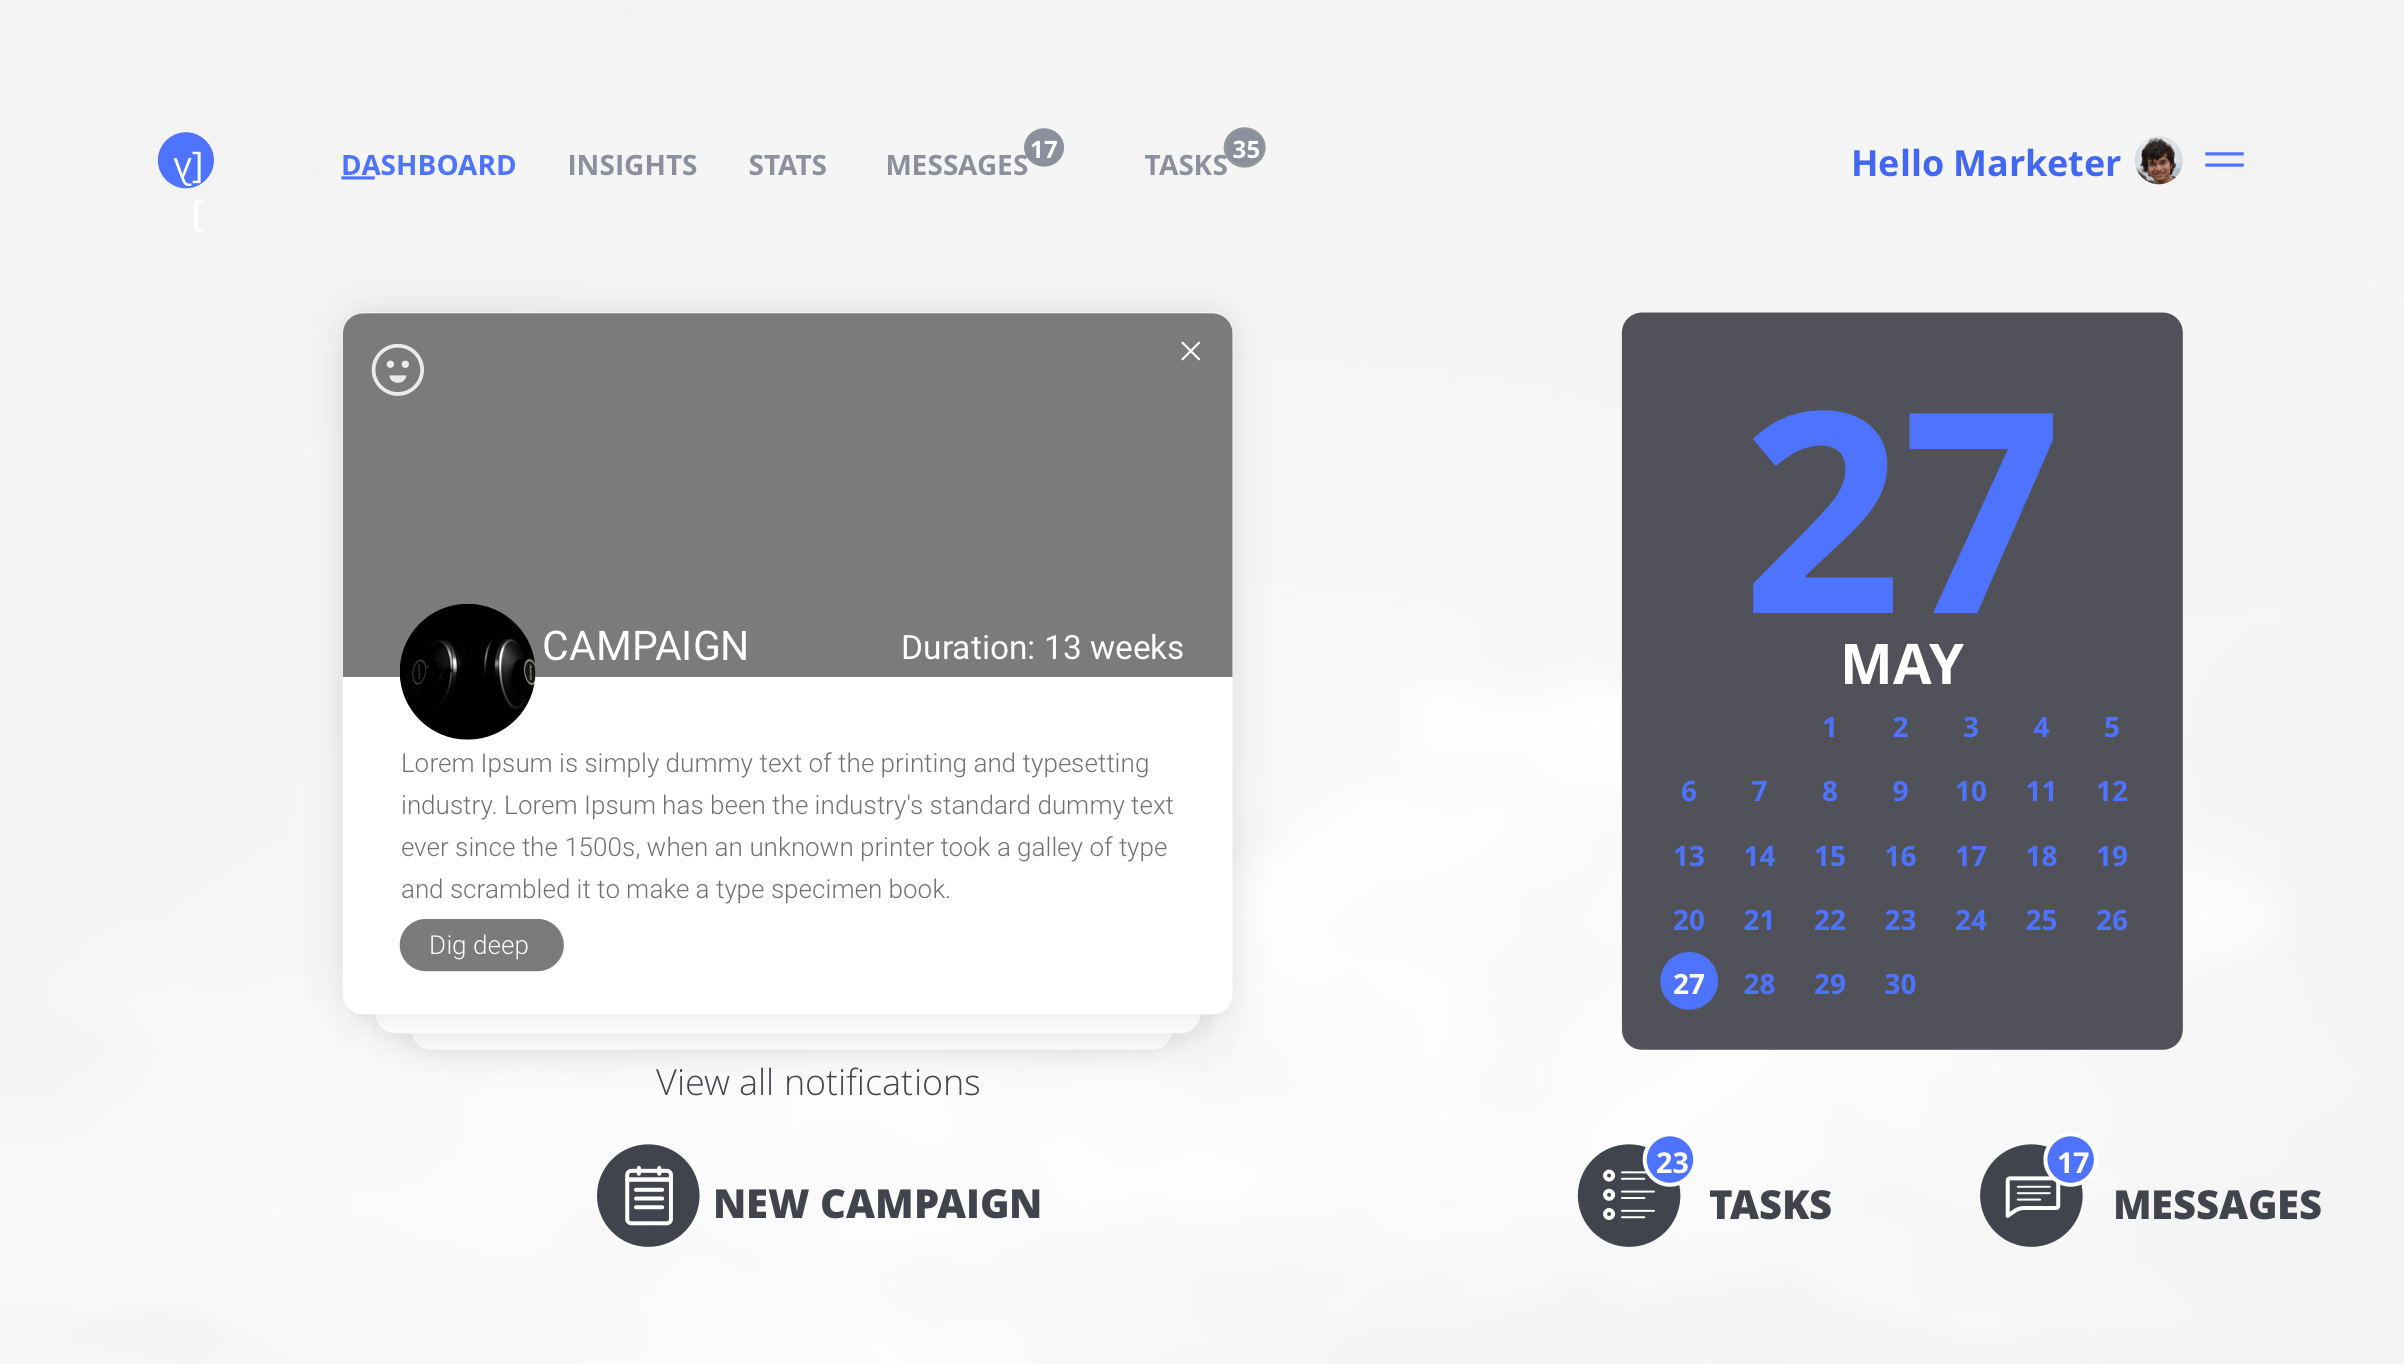 DASHBOARD INSIGHTS STATS MESSAGES 17 TASKS 35
Hello Marketer
CAMPAIGN
Duration: 13 weeks
Lorem Ipsum is simply dummy text of the printing and typesetting
industry. Lorem Ipsum has been the industry's standard dummy text
ever since the 1500s, when an unknown printer took a galley of type
and scrambled it to make a type specimen book.
Dig deep
View all notifications
NEW CAMPAIGN
27
MAY
1 2 3 4 5
6 7 8 9 10 11 12
13 14 15 16 17 18 19
20 21 22 23 24 25 26
27 28 29 30
23
TASKS
17
MESSAGES